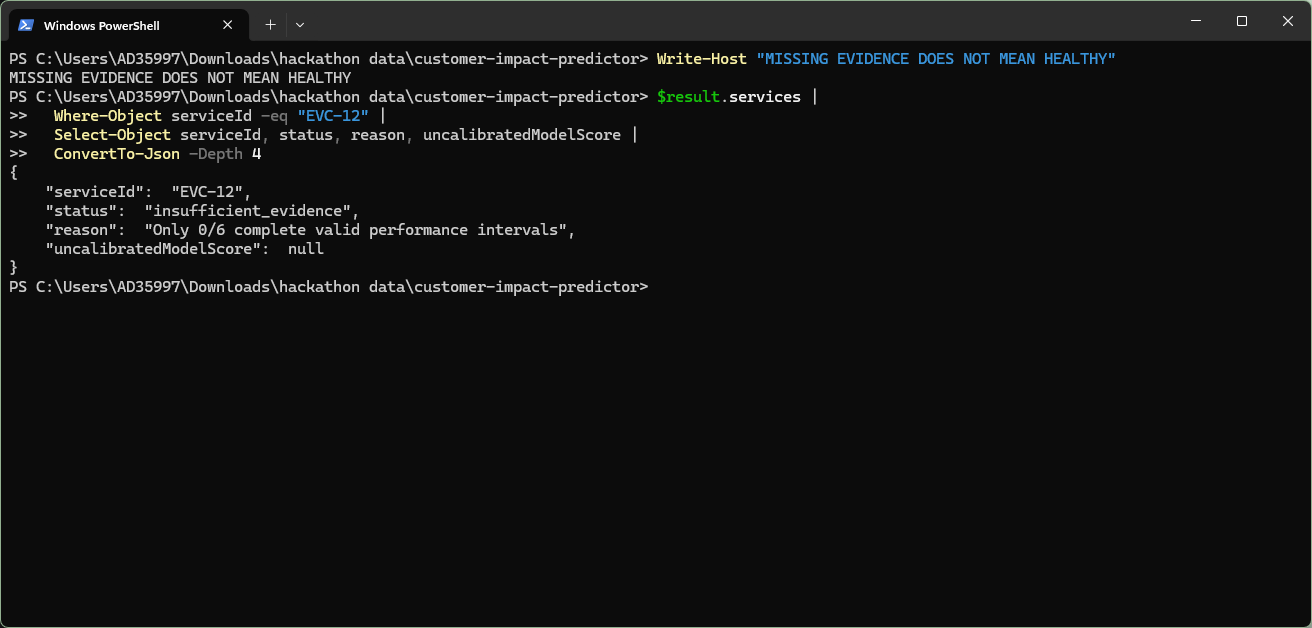 Windows PowerShell
PS C:\Users\AD35997\Downloads\hackathon data\customer-impact-predictor> Write-Host "MISSING EVIDENCE DOES NOT MEAN HEALTHY"
MISSING EVIDENCE DOES NOT MEAN HEALTHY
PS C:\Users\AD35997\Downloads\hackathon data\customer-impact-predictor> $result.services |
>>   Where-Object serviceId -eq "EVC-12" |
>>   Select-Object serviceId, status, reason, uncalibratedModelScore |
>>   ConvertTo-Json -Depth 4
{
    "serviceId":  "EVC-12",
    "status":  "insufficient_evidence",
    "reason":  "Only 0/6 complete valid performance intervals",
    "uncalibratedModelScore":  null
}
PS C:\Users\AD35997\Downloads\hackathon data\customer-impact-predictor>